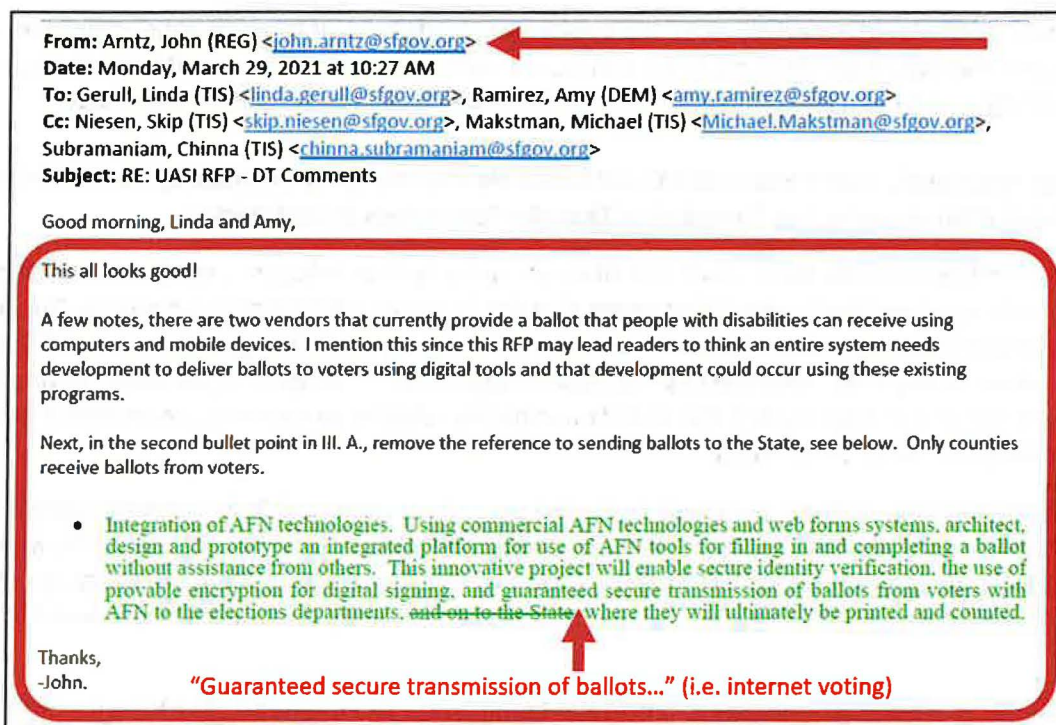 From: Arntz, John (REG) <john.arntz@sfgov.org>
Date: Monday, March 29, 2021 at 10:27 AM
To: Gerull, Linda (TIS) <linda.gerull@sfgov.org>, Ramirez, Amy (DEM) <amy.ramirez@sfgov.org>
Cc: Niesen, Skip (TIS) <skip.niesen@sfgov.org>, Makstman, Michael (TIS) <Michael.Makstman@sfgov.org>,
Subramaniam, Chinna (TIS) <chinna.subramaniam@sfgov.org>
Subject: RE: UASI RFP - DT Comments
Good morning, Linda and Amy,
This all looks good!
A few notes, there are two vendors that currently provide a ballot that people with disabilities can receive using
computers and mobile devices. I mention this since this RFP may lead readers to think an entire system needs
development to deliver ballots to voters using digital tools and that development could occur using these existing
programs.
Next, in the second bullet point in III. A., remove the reference to sending ballots to the State, see below. Only counties
receive ballots from voters.
• Integration of AFN technologies. Using commercial AFN technologies and web forms systems, architect,
design and prototype an integrated platform for use of AFN tools for filling in and completing a ballot
without assistance from others. This innovative project will enable secure identity verification, the use of
provable encryption for digital signing, and guaranteed secure transmission of ballots from voters with
AFN to the elections departments, and on to the State, where they will ultimately be printed and counted.
Thanks,
-John.
"Guaranteed secure transmission of ballots..." (i.e. internet voting)